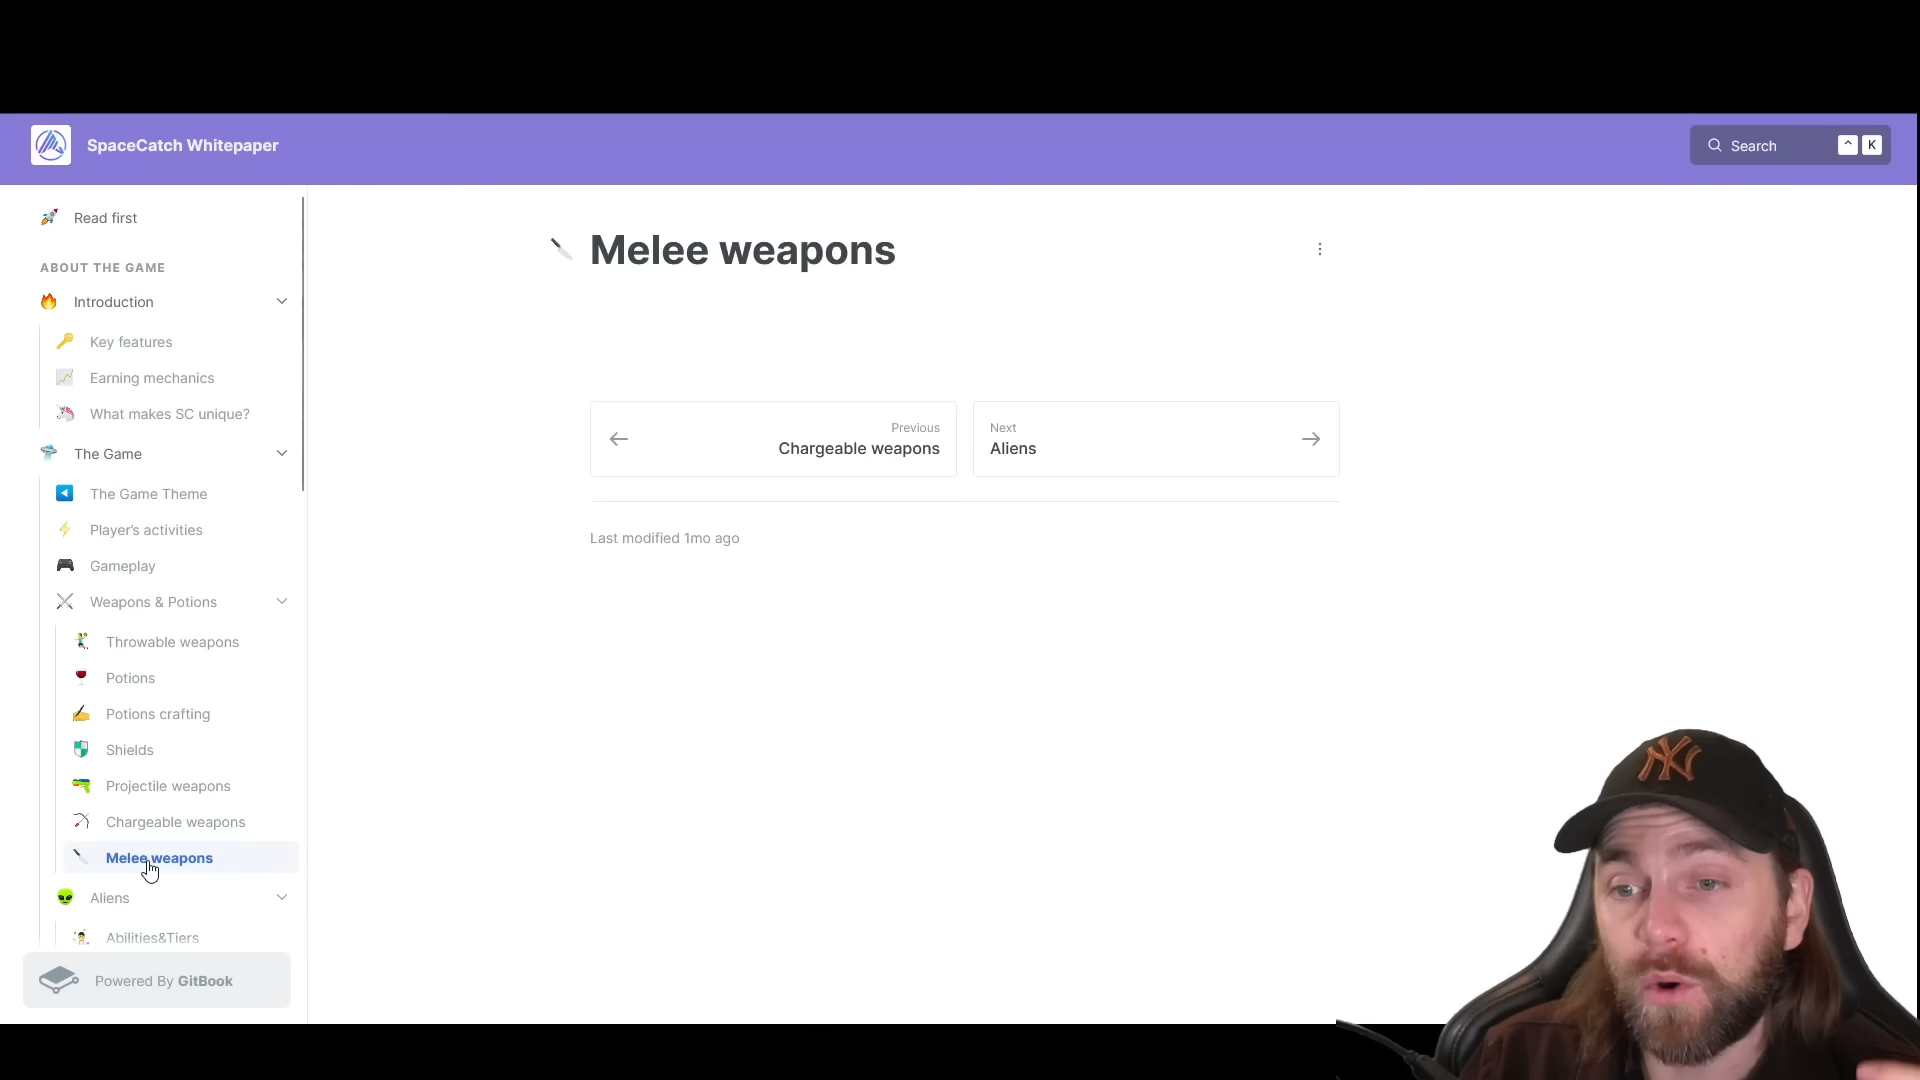 SpaceCatch Whitepaper
Search
^ K
Read first
ABOUT THE GAME
Introduction
Key features
Earning mechanics
What makes SC unique?
The Game
The Game Theme
Player's activities
Gameplay
Weapons & Potions
Throwable weapons
Potions
Potions crafting
Shields
Projectile weapons
Chargeable weapons
Melee weapons
Aliens
Abilities&Tiers
Powered By GitBook
Melee weapons
Previous
Chargeable weapons
Next
Aliens
Last modified 1mo ago
NY